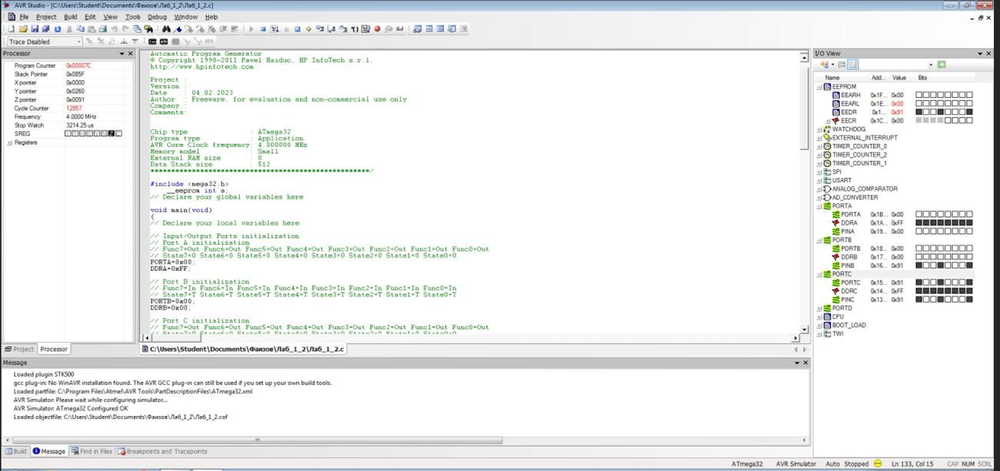 AVR Studio - [C:\Users\Student\Documents\Фаизов\Лаб_1_2\Лаб_1_2.c]
File Project Build Edit View Tools Debug Window Help
Trace Disabled
Processor
Program Counter 0x00007C
Stack Pointer 0x085F
X pointer 0x0000
Y pointer 0x0260
Z pointer 0x0091
Cycle Counter 12857
Frequency 4.0000 MHz
Stop Watch 3214.25 us
SREG I T H S V N Z C
Registers
Project Processor
Automatic Program Generator
© Copyright 1998-2011 Pavel Haiduc, HP InfoTech s.r.l.
http://www.hpinfotech.com
Project :
Version :
Date : 04.02.2023
Author : Freeware, for evaluation and non-commercial use only
Company :
Comments:
Chip type : ATmega32
Program type : Application
AVR Core Clock frequency: 4,000000 MHz
Memory model : Small
External RAM size : 0
Data Stack size : 512
*****************************************************/
#include <mega32.h>
__eeprom int a;
// Declare your global variables here
void main(void)
{
// Declare your local variables here
// Input/Output Ports initialization
// Port A initialization
// Func7=Out Func6=Out Func5=Out Func4=Out Func3=Out Func2=Out Func1=Out Func0=Out
// State7=0 State6=0 State5=0 State4=0 State3=0 State2=0 State1=0 State0=0
PORTA=0x00;
DDRA=0xFF;
// Port B initialization
// Func7=In Func6=In Func5=In Func4=In Func3=In Func2=In Func1=In Func0=In
// State7=T State6=T State5=T State4=T State3=T State2=T State1=T State0=T
PORTB=0x00;
DDRB=0x00;
// Port C initialization
// Func7=Out Func6=Out Func5=Out Func4=Out Func3=Out Func2=Out Func1=Out Func0=Out
// State7=0 State6=0 State5=0 State4=0 State3=0 State2=0 State1=0 State0=0
C:\Users\Student\Documents\Фаизов\Лаб_1_2\Лаб_1_2.c
I/O View
Name Add... Value Bits
EEPROM
EEARH 0x1F... 0x00
EEARL 0x1E... 0x00
EEDR 0x1... 0x91
EECR 0x1C... 0x00
WATCHDOG
EXTERNAL_INTERRUPT
TIMER_COUNTER_0
TIMER_COUNTER_2
TIMER_COUNTER_1
SPI
USART
ANALOG_COMPARATOR
AD_CONVERTER
PORTA
PORTA 0x1B... 0x00
DDRA 0x1A... 0xFF
PINA 0x19... 0x00
PORTB
PORTB 0x18... 0x00
DDRB 0x17... 0x00
PINB 0x16... 0x91
PORTC
PORTC 0x15... 0x91
DDRC 0x14... 0xFF
PINC 0x13... 0x91
PORTD
CPU
BOOT_LOAD
TWI
Message
Loaded plugin STK500
gcc plug-in: No WinAVR installation found. The AVR GCC plug-in can still be used if you set up your own build tools.
Loaded partfile: C:\Program Files\Atmel\AVR Tools\PartDescriptionFiles\ATmega32.xml
AVR Simulator: Please wait while configuring simulator...
AVR Simulator: ATmega32 Configured OK
Loaded objectfile: C:\Users\Student\Documents\Фаизов\Лаб_1_2\Лаб_1_2.cof
Build Message Find in Files Breakpoints and Tracepoints
ATmega32 AVR Simulator Auto Stopped Ln 133, Col 15 CAP NUM SCRL